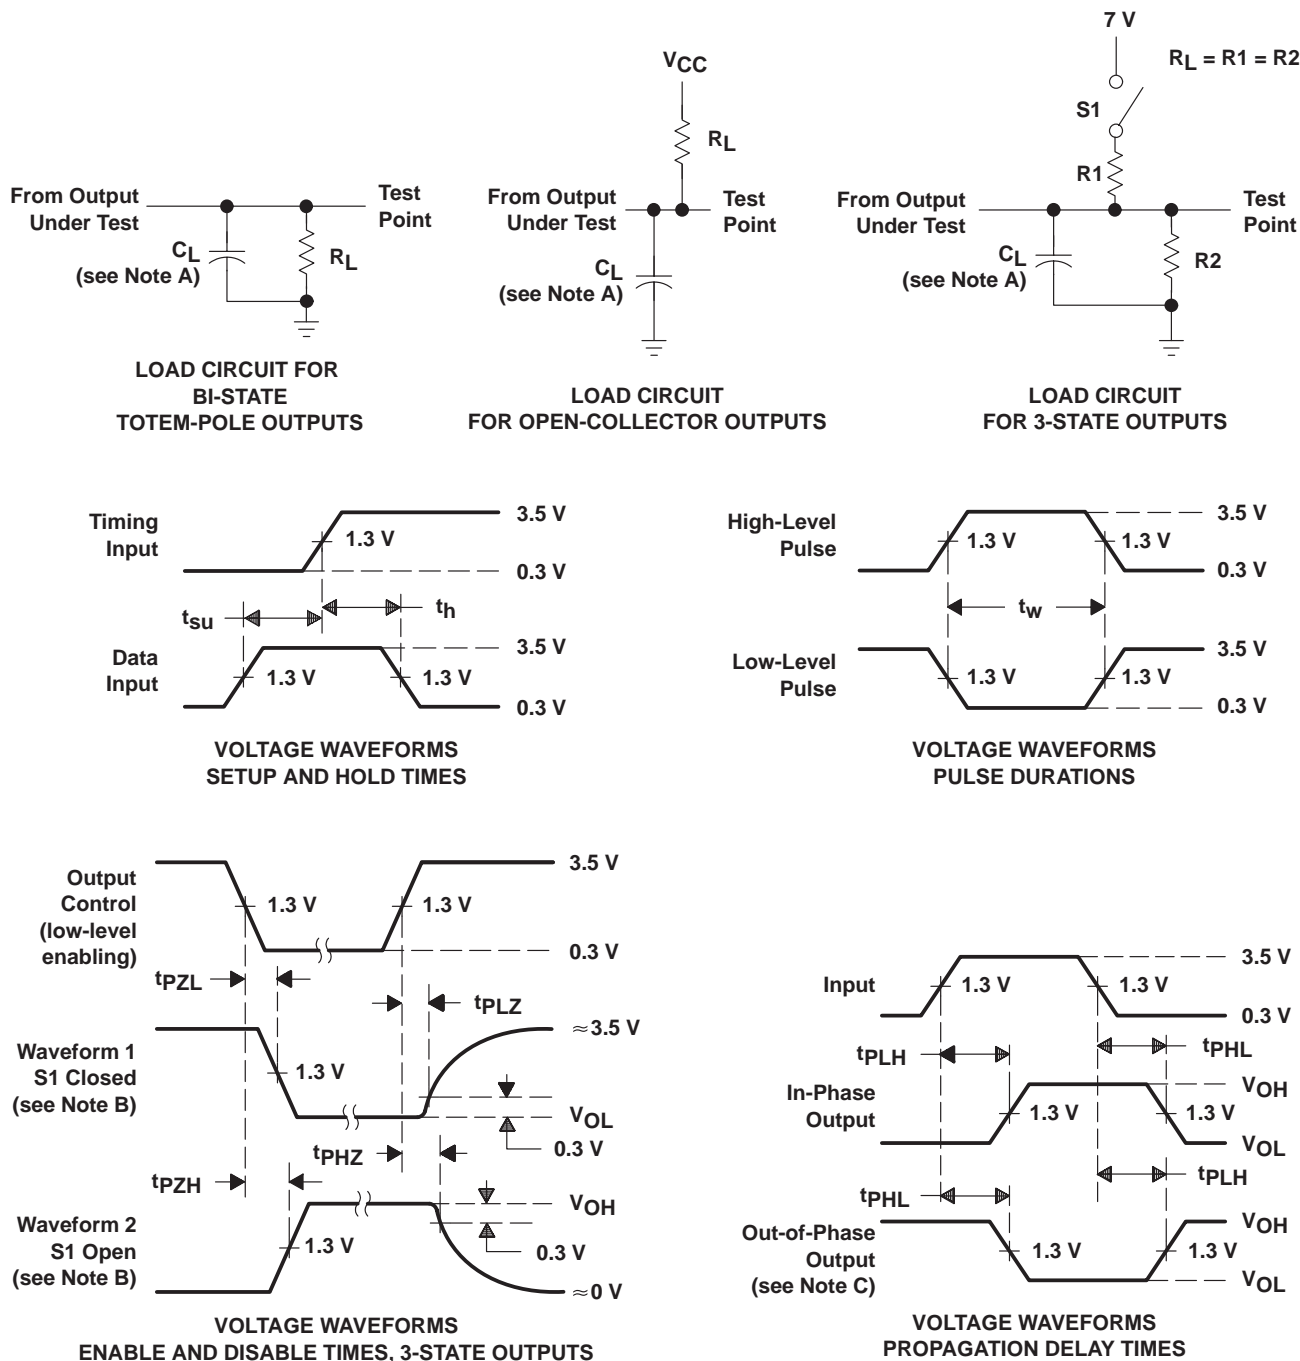 7 V
RL = R1 = R2
VCC
S1
RL
R1
From Output
Under Test
Test
Point
From Output
Under Test
Test
Point
From Output
Under Test
Test
Point
CL
(see Note A)
RL
CL
(see Note A)
CL
(see Note A)
R2
LOAD CIRCUIT FOR
BI-STATE
TOTEM-POLE OUTPUTS
LOAD CIRCUIT
FOR OPEN-COLLECTOR OUTPUTS
LOAD CIRCUIT
FOR 3-STATE OUTPUTS
Timing
Input
1.3 V
3.5 V
0.3 V
tsu
th
Data
Input
1.3 V
1.3 V
3.5 V
0.3 V
VOLTAGE WAVEFORMS
SETUP AND HOLD TIMES
High-Level
Pulse
1.3 V
1.3 V
3.5 V
0.3 V
tw
Low-Level
Pulse
1.3 V
1.3 V
3.5 V
0.3 V
VOLTAGE WAVEFORMS
PULSE DURATIONS
Output
Control
(low-level
enabling)
1.3 V
1.3 V
3.5 V
0.3 V
tPZL
tPLZ
Waveform 1
S1 Closed
(see Note B)
1.3 V
≈3.5 V
VOL
0.3 V
tPZH
tPHZ
Waveform 2
S1 Open
(see Note B)
1.3 V
VOH
0.3 V
≈0 V
VOLTAGE WAVEFORMS
ENABLE AND DISABLE TIMES, 3-STATE OUTPUTS
Input
1.3 V
1.3 V
3.5 V
0.3 V
tPLH
tPHL
In-Phase
Output
1.3 V
1.3 V
VOH
VOL
tPHL
tPLH
Out-of-Phase
Output
(see Note C)
1.3 V
1.3 V
VOH
VOL
VOLTAGE WAVEFORMS
PROPAGATION DELAY TIMES